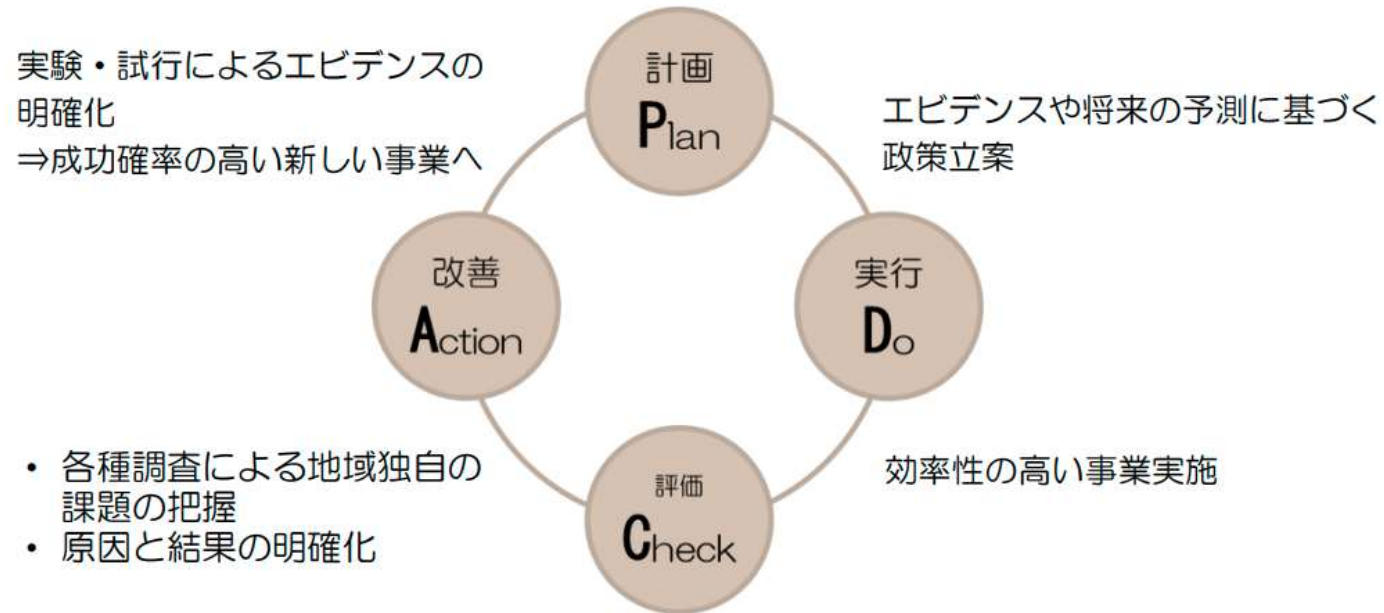 実験・試行によるエビデンスの
明確化
⇒成功確率の高い新しい事業へ
計画
Plan
エビデンスや将来の予測に基づく
政策立案
改善
Action
実行
Do
・ 各種調査による地域独自の
課題の把握
・ 原因と結果の明確化
評価
Check
効率性の高い事業実施